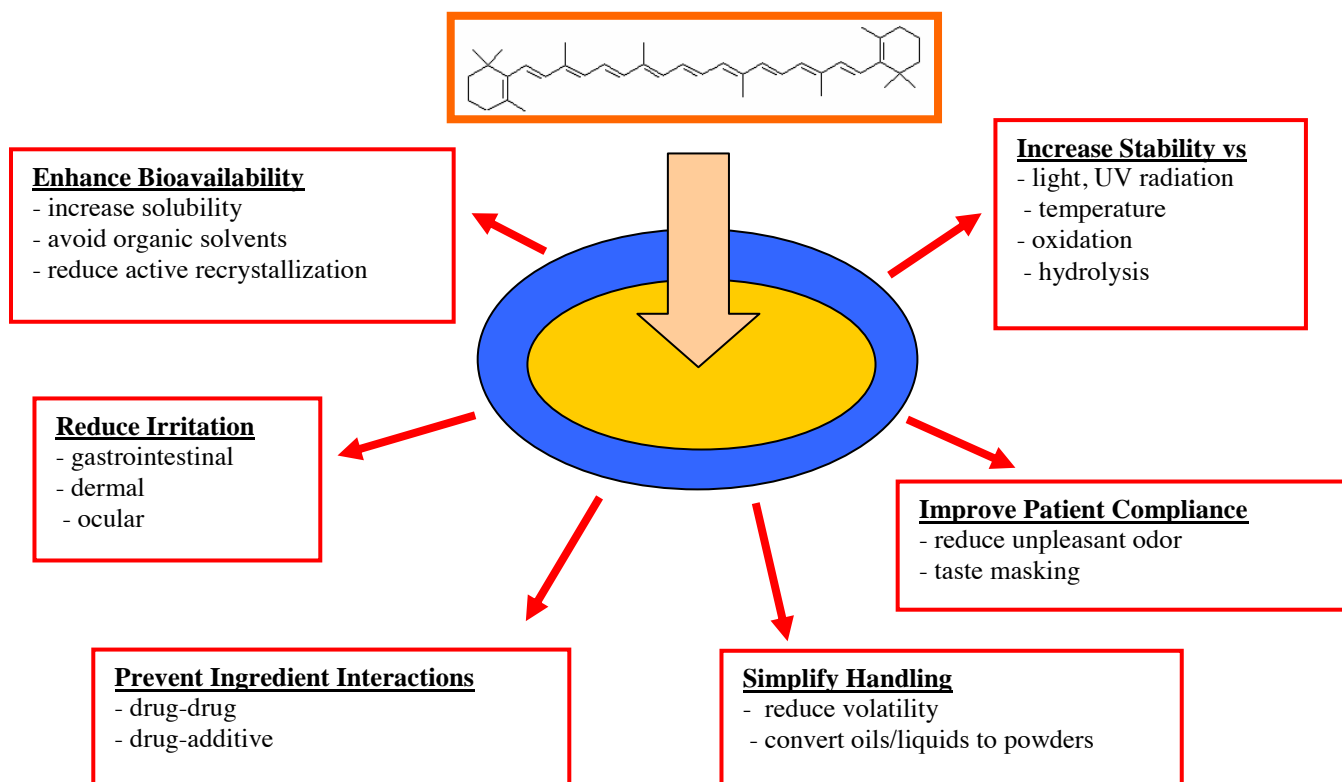 Enhance Bioavailability
- increase solubility
- avoid organic solvents
- reduce active recrystallization
Increase Stability vs
- light, UV radiation
- temperature
- oxidation
- hydrolysis
Reduce Irritation
- gastrointestinal
- dermal
- ocular
Improve Patient Compliance
- reduce unpleasant odor
- taste masking
Prevent Ingredient Interactions
- drug-drug
- drug-additive
Simplify Handling
- reduce volatility
- convert oils/liquids to powders